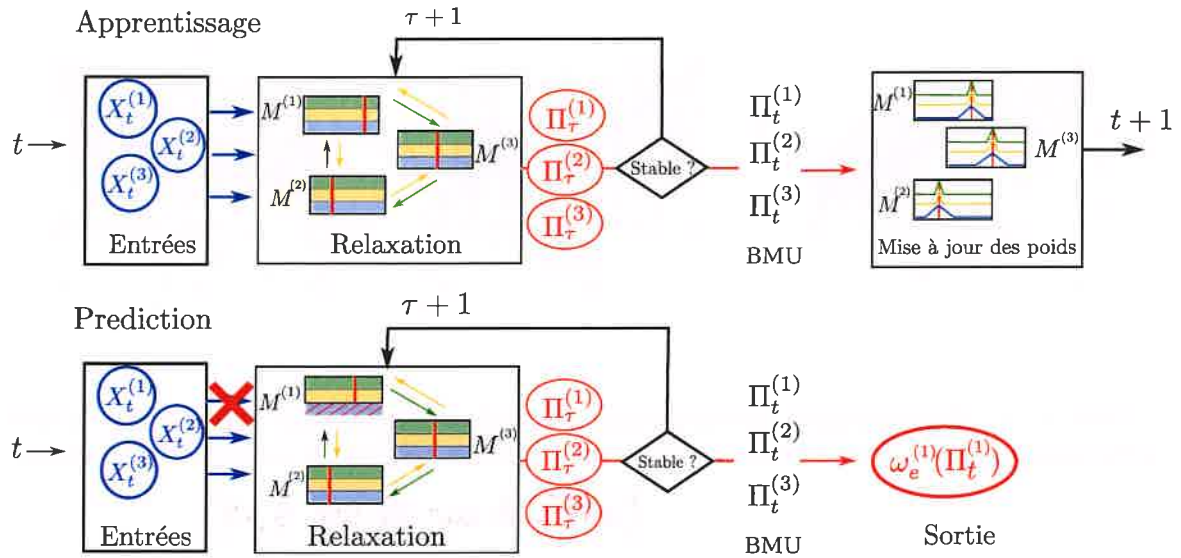 Apprentissage
τ + 1
t
X_t^{(1)}
X_t^{(2)}
X_t^{(3)}
Entrées
M^{(1)}
M^{(3)}
M^{(2)}
Relaxation
Π_τ^{(1)}
Π_τ^{(2)}
Π_τ^{(3)}
Stable ?
Π_t^{(1)}
Π_t^{(2)}
Π_t^{(3)}
BMU
M^{(1)}
M^{(3)}
M^{(2)}
Mise à jour des poids
t + 1
Prediction
τ + 1
t
X_t^{(1)}
X_t^{(2)}
X_t^{(3)}
Entrées
M^{(1)}
M^{(3)}
M^{(2)}
Relaxation
Π_τ^{(1)}
Π_τ^{(2)}
Π_τ^{(3)}
Stable ?
Π_t^{(1)}
Π_t^{(2)}
Π_t^{(3)}
BMU
ω_e^{(1)}(Π_t^{(1)})
Sortie